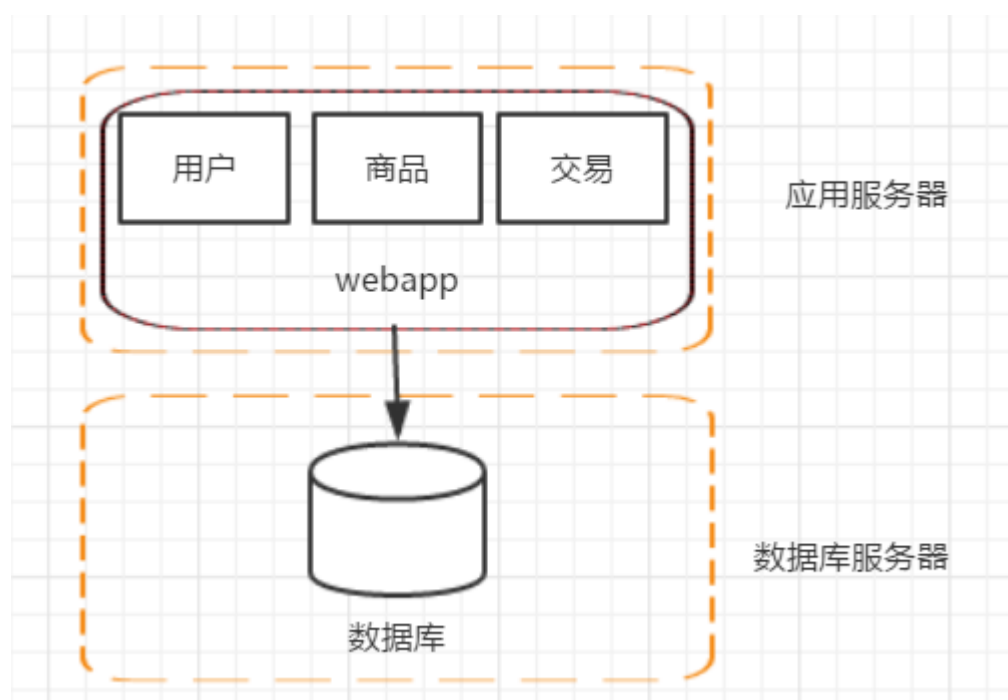 用户
商品
交易
应用服务器
webapp
数据库服务器
数据库